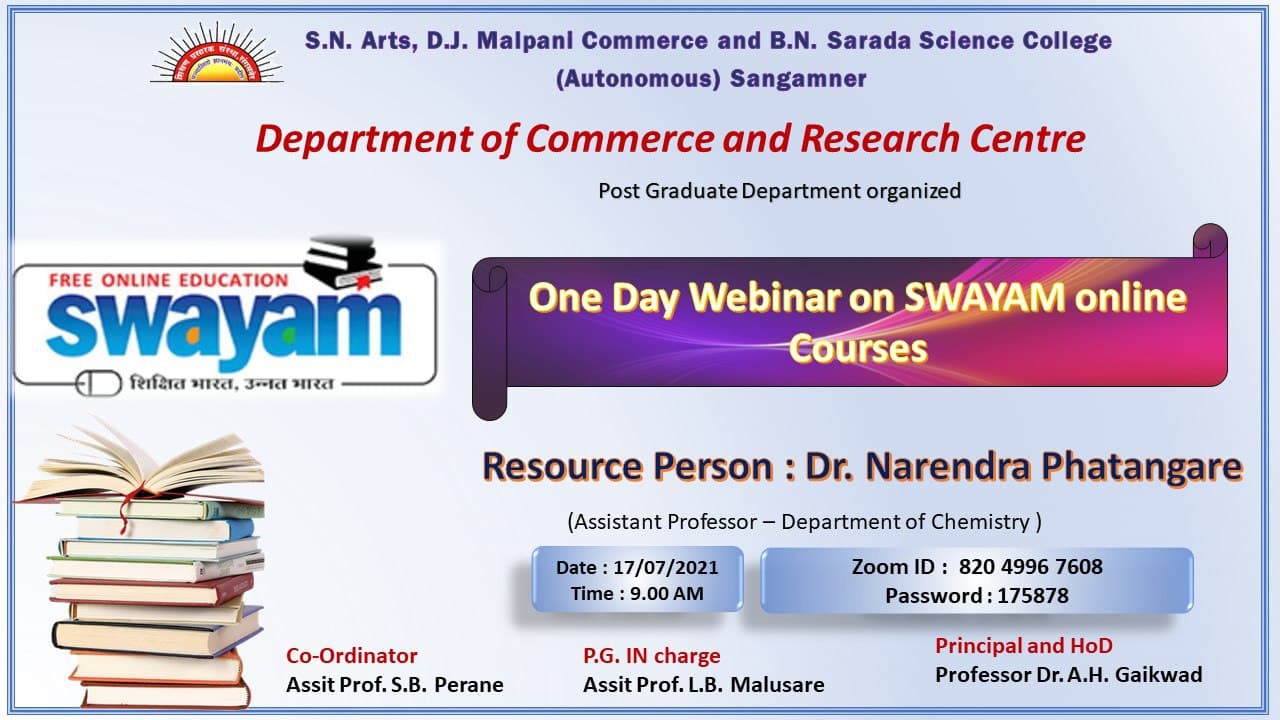 S.N. Arts, D.J. Malpani Commerce and B.N. Sarada Science College
(Autonomous) Sangamner
Department of Commerce and Research Centre
Post Graduate Department organized
FREE ONLINE EDUCATION
swayam
शिक्षित भारत, उन्नत भारत
One Day Webinar on SWAYAM online
Courses
Resource Person : Dr. Narendra Phatangare
(Assistant Professor – Department of Chemistry )
Date : 17/07/2021
Time : 9.00 AM
Zoom ID : 820 4996 7608
Password : 175878
Co-Ordinator
Assit Prof. S.B. Perane
P.G. IN charge
Assit Prof. L.B. Malusare
Principal and HoD
Professor Dr. A.H. Gaikwad